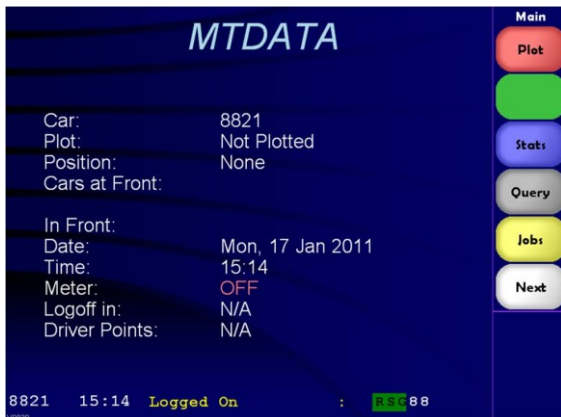 MTDATA
Main
Plot
Car: 8821
Plot: Not Plotted
Position: None
Cars at Front:
Stats
Query
In Front:
Date: Mon, 17 Jan 2011
Time: 15:14
Meter: OFF
Logoff in: N/A
Driver Points: N/A
Jobs
Next
8821 15:14 Logged On : RSG88